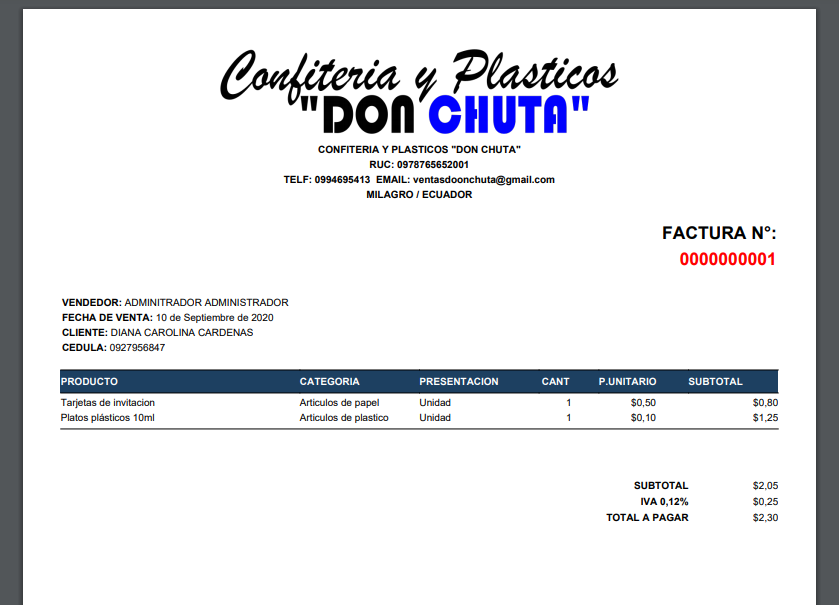 Confiteria y Plasticos
"DON CHUTA"
CONFITERIA Y PLASTICOS "DON CHUTA"
RUC: 0978765652001
TELF: 0994695413 EMAIL: ventasdoonchuta@gmail.com
MILAGRO / ECUADOR
FACTURA N°:
0000000001
VENDEDOR: ADMINITRADOR ADMINISTRADOR
FECHA DE VENTA: 10 de Septiembre de 2020
CLIENTE: DIANA CAROLINA CARDENAS
CEDULA: 0927956847
PRODUCTO CATEGORIA PRESENTACION CANT P.UNITARIO SUBTOTAL
Tarjetas de invitacion Articulos de papel Unidad 1 $0,50 $0,80
Platos plásticos 10ml Articulos de plastico Unidad 1 $0,10 $1,25
SUBTOTAL $2,05
IVA 0,12% $0,25
TOTAL A PAGAR $2,30